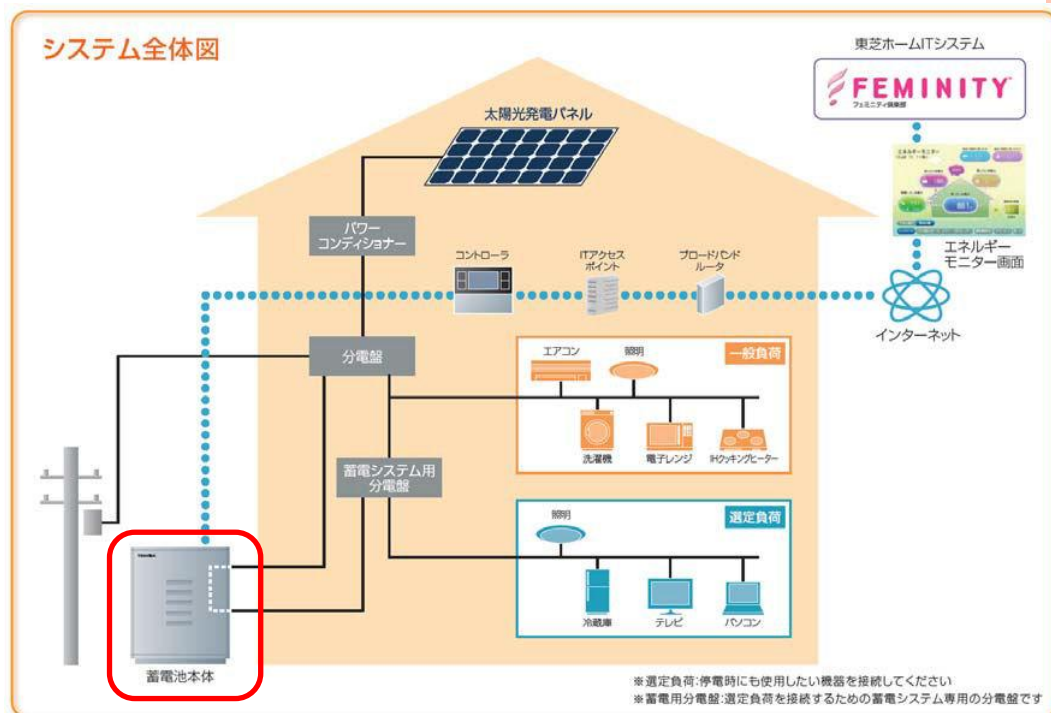 システム全体図
東芝ホームITシステム
FEMINITY
フェミニティ倶楽部
太陽光発電パネル
エネルギーモニター
エネルギー
モニター画面
パワー
コンディショナー
コントローラ
ITアクセス
ポイント
ブロードバンド
ルータ
インターネット
分電盤
一般負荷
エアコン
照明
洗濯機
電子レンジ
IHクッキングヒーター
蓄電システム用
分電盤
選定負荷
照明
冷蔵庫
テレビ
パソコン
TOSHIBA
蓄電池本体
※選定負荷:停電時にも使用したい機器を接続してください
※蓄電用分電盤:選定負荷を接続するための蓄電システム専用の分電盤です